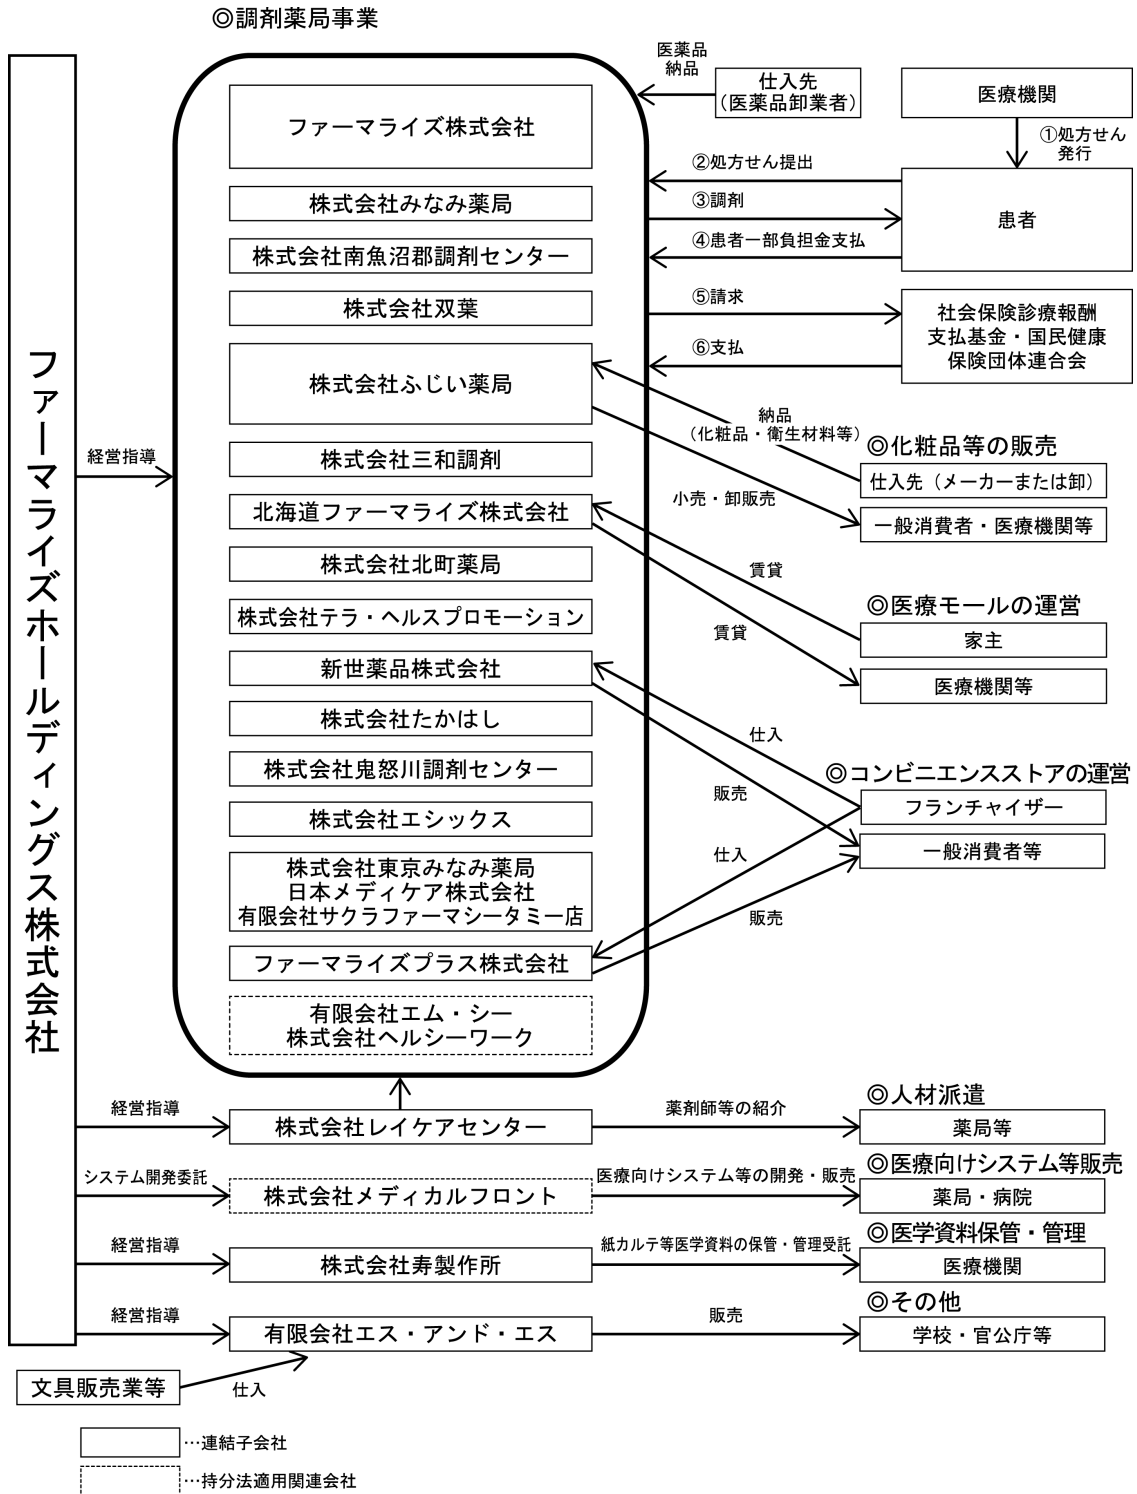 ◎調剤薬局事業
ファーマライズホールディングス株式会社
経営指導
ファーマライズ株式会社
株式会社みなみ薬局
株式会社南魚沼郡調剤センター
株式会社双葉
株式会社ふじい薬局
株式会社三和調剤
北海道ファーマライズ株式会社
株式会社北町薬局
株式会社テラ・ヘルスプロモーション
新世薬品株式会社
株式会社たかはし
株式会社鬼怒川調剤センター
株式会社エシックス
株式会社東京みなみ薬局
日本メディケア株式会社
有限会社サクラファーマシータミー店
ファーマライズプラス株式会社
有限会社エム・シー
株式会社ヘルシーワーク
医薬品
納品
仕入先
（医薬品卸業者）
医療機関
①処方せん
発行
②処方せん提出
③調剤
④患者一部負担金支払
患者
⑤請求
⑥支払
社会保険診療報酬
支払基金・国民健康
保険団体連合会
納品
（化粧品・衛生材料等）
小売・卸販売
◎化粧品等の販売
仕入先（メーカーまたは卸）
一般消費者・医療機関等
賃貸
賃貸
◎医療モールの運営
家主
医療機関等
仕入
販売
仕入
販売
◎コンビニエンスストアの運営
フランチャイザー
一般消費者等
経営指導
株式会社レイケアセンター
薬剤師等の紹介
◎人材派遣
薬局等
システム開発委託
株式会社メディカルフロント
医療向けシステム等の開発・販売
◎医療向けシステム等販売
薬局・病院
経営指導
株式会社寿製作所
紙カルテ等医学資料の保管・管理受託
◎医学資料保管・管理
医療機関
経営指導
有限会社エス・アンド・エス
販売
◎その他
学校・官公庁等
文具販売業等
仕入
…連結子会社
…持分法適用関連会社